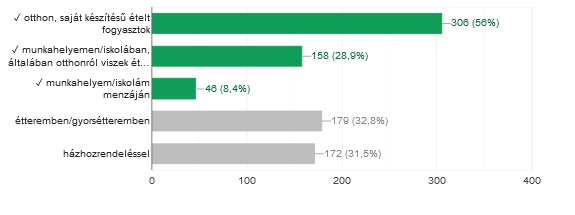 ✓ otthon, saját készítésű ételt
fogyasztok
306 (56%)
✓ munkahelyemen/iskolában,
általában otthonról viszek ét...
158 (28,9%)
✓ munkahelyem/iskolám
menzáján
46 (8,4%)
étteremben/gyorsétteremben
179 (32,8%)
házhozrendeléssel
172 (31,5%)
0 100 200 300 400